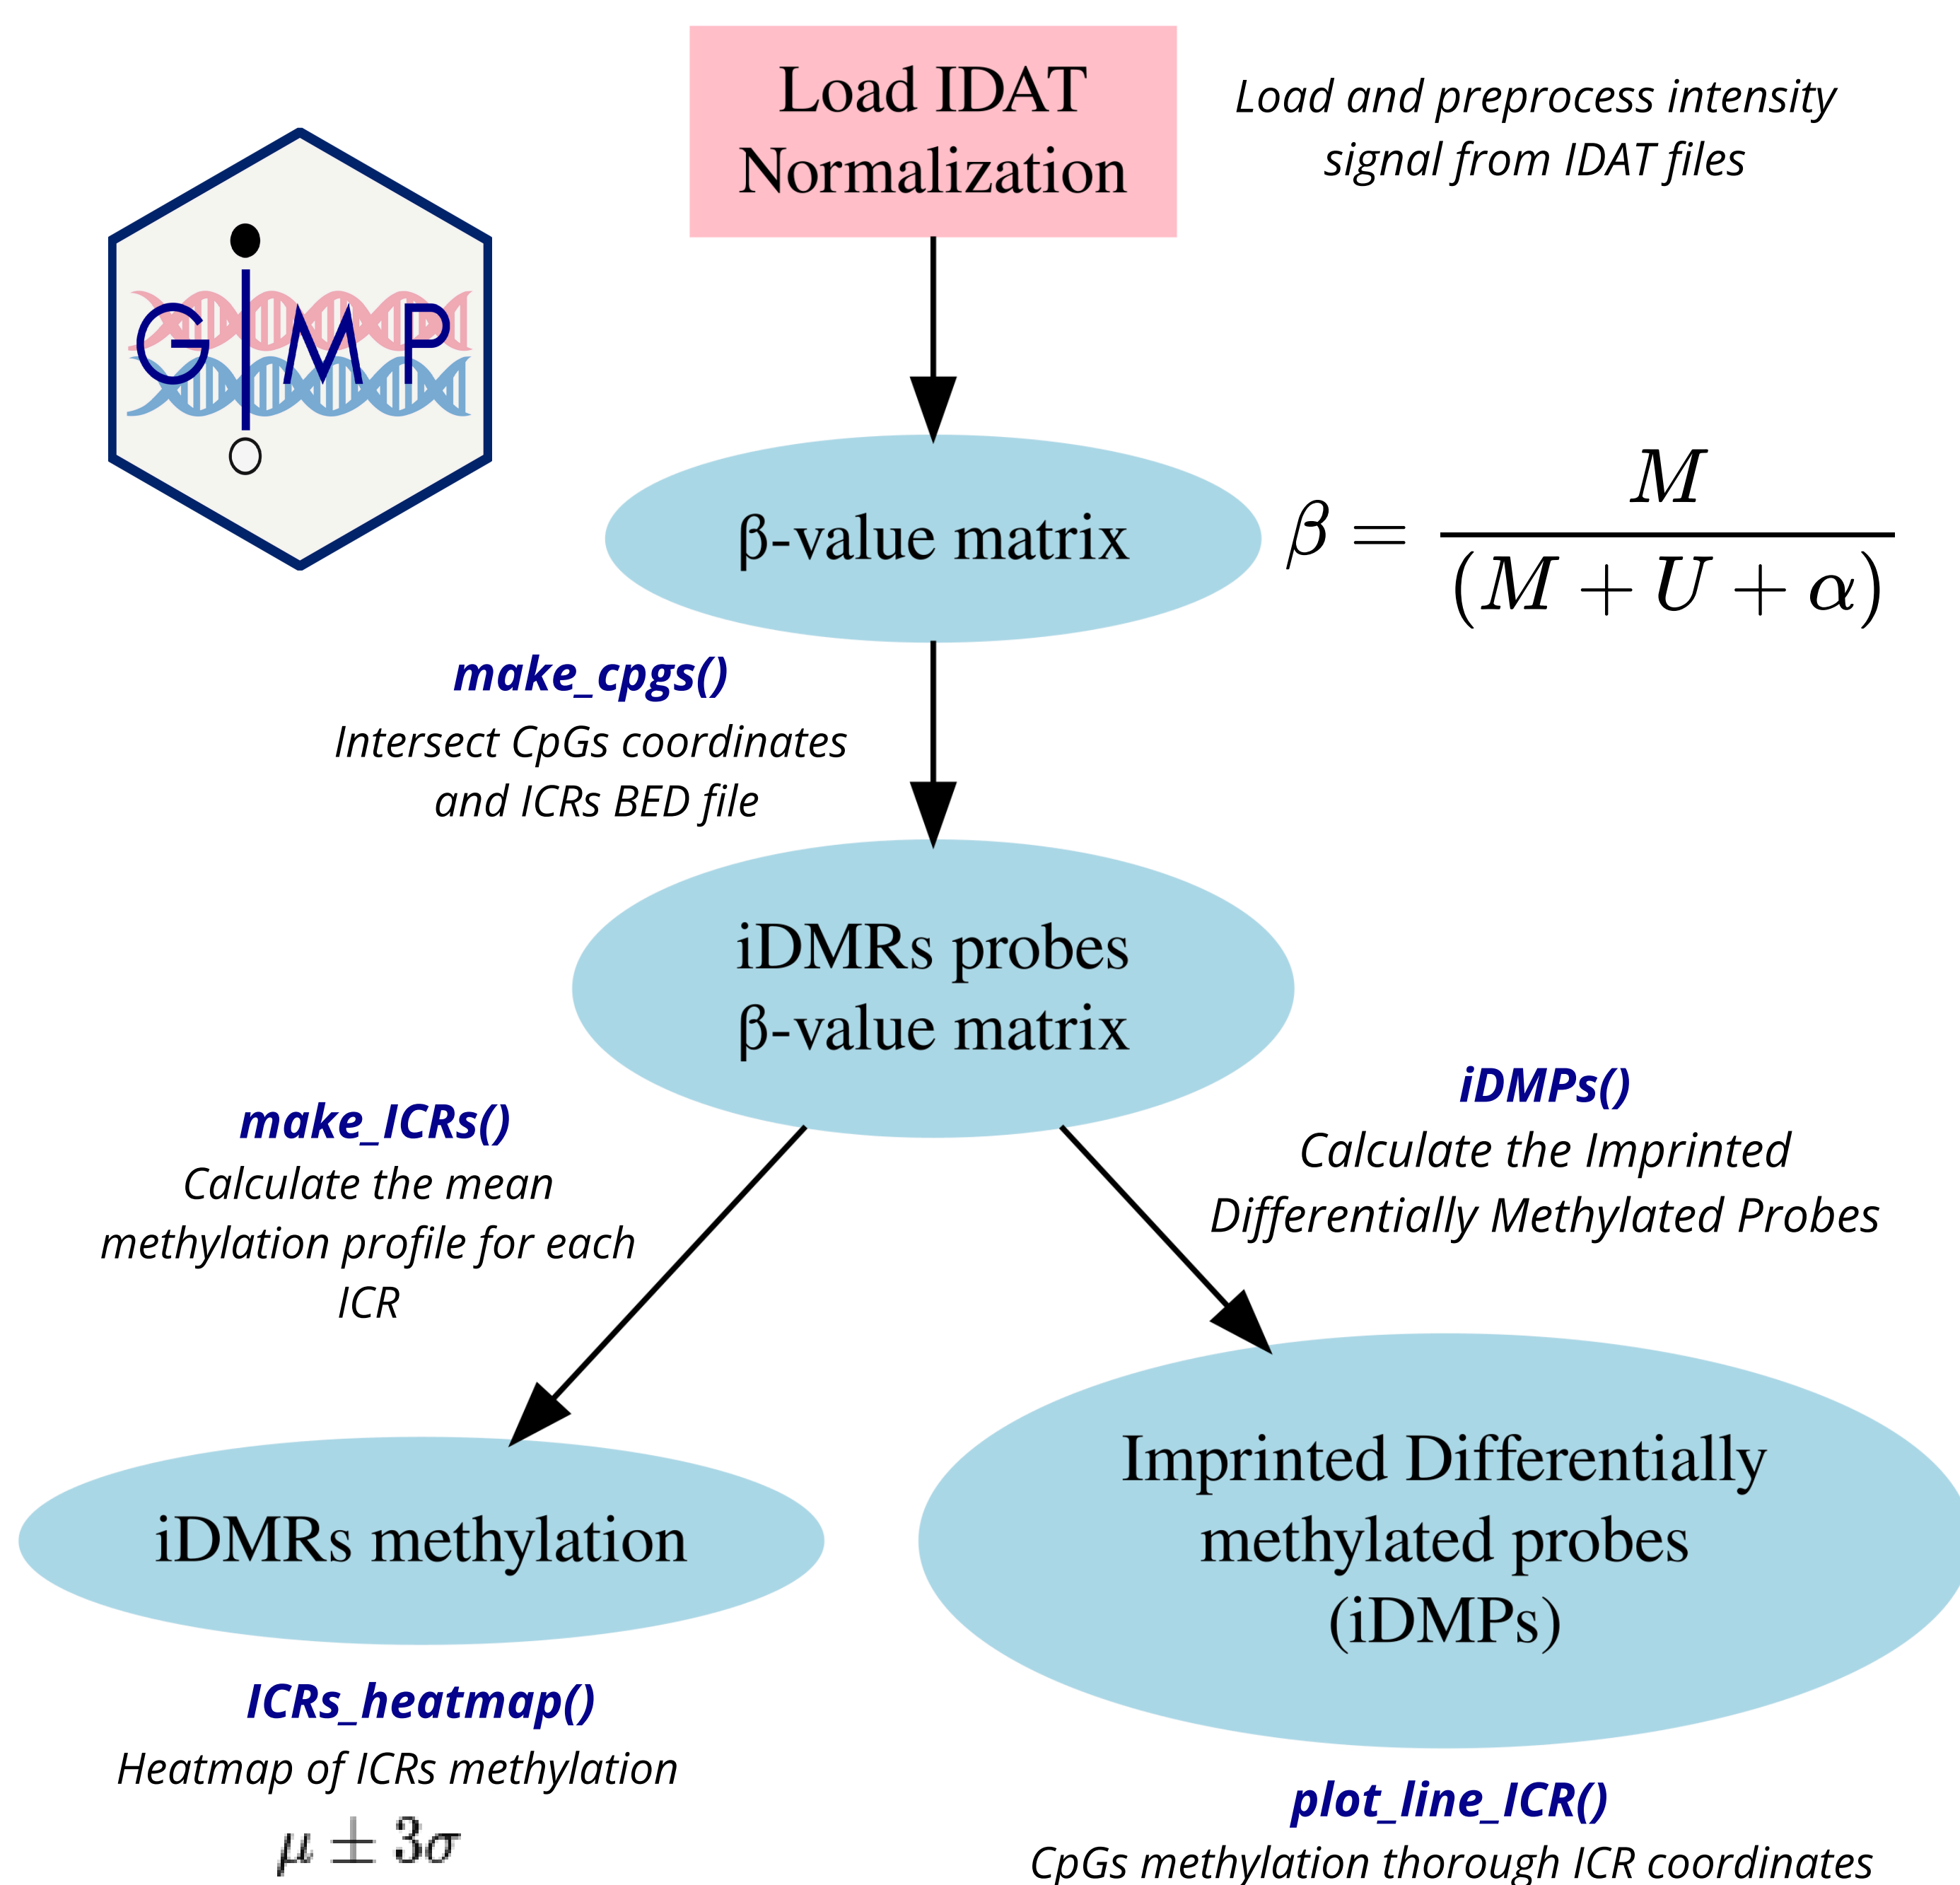 Load IDAT
Normalization
Load and preprocess intensity
signal from IDAT files
GIMP
β-value matrix
β = M / (M + U + α)
make_cpgs()
Intersect CpGs coordinates
and ICRs BED file
iDMRs probes
β-value matrix
make_ICRs()
Calculate the mean
methylation profile for each
ICR
iDMPs()
Calculate the Imprinted
Differentially Methylated Probes
iDMRs methylation
Imprinted Differentially
methylated probes
(iDMPs)
ICRs_heatmap()
Heatmap of ICRs methylation
μ ± 3σ
plot_line_ICR()
CpGs methylation thorough ICR coordinates